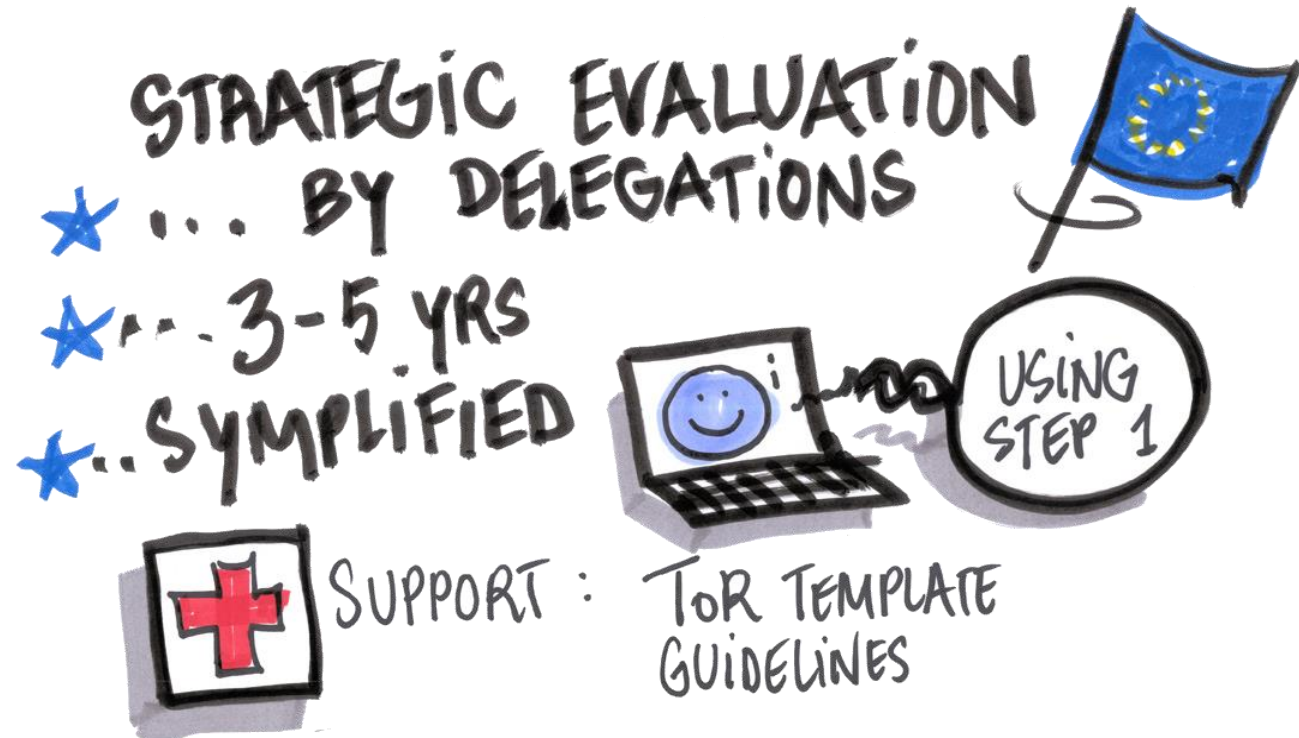 STRATEGiC EVALUATiON
... BY DELEGATiONS
... 3-5 YRS
.. SYMPLiFiED
i
USiNG
STEP 1
SUPPORT : ToR TEMPLATE
GUiDELiNES